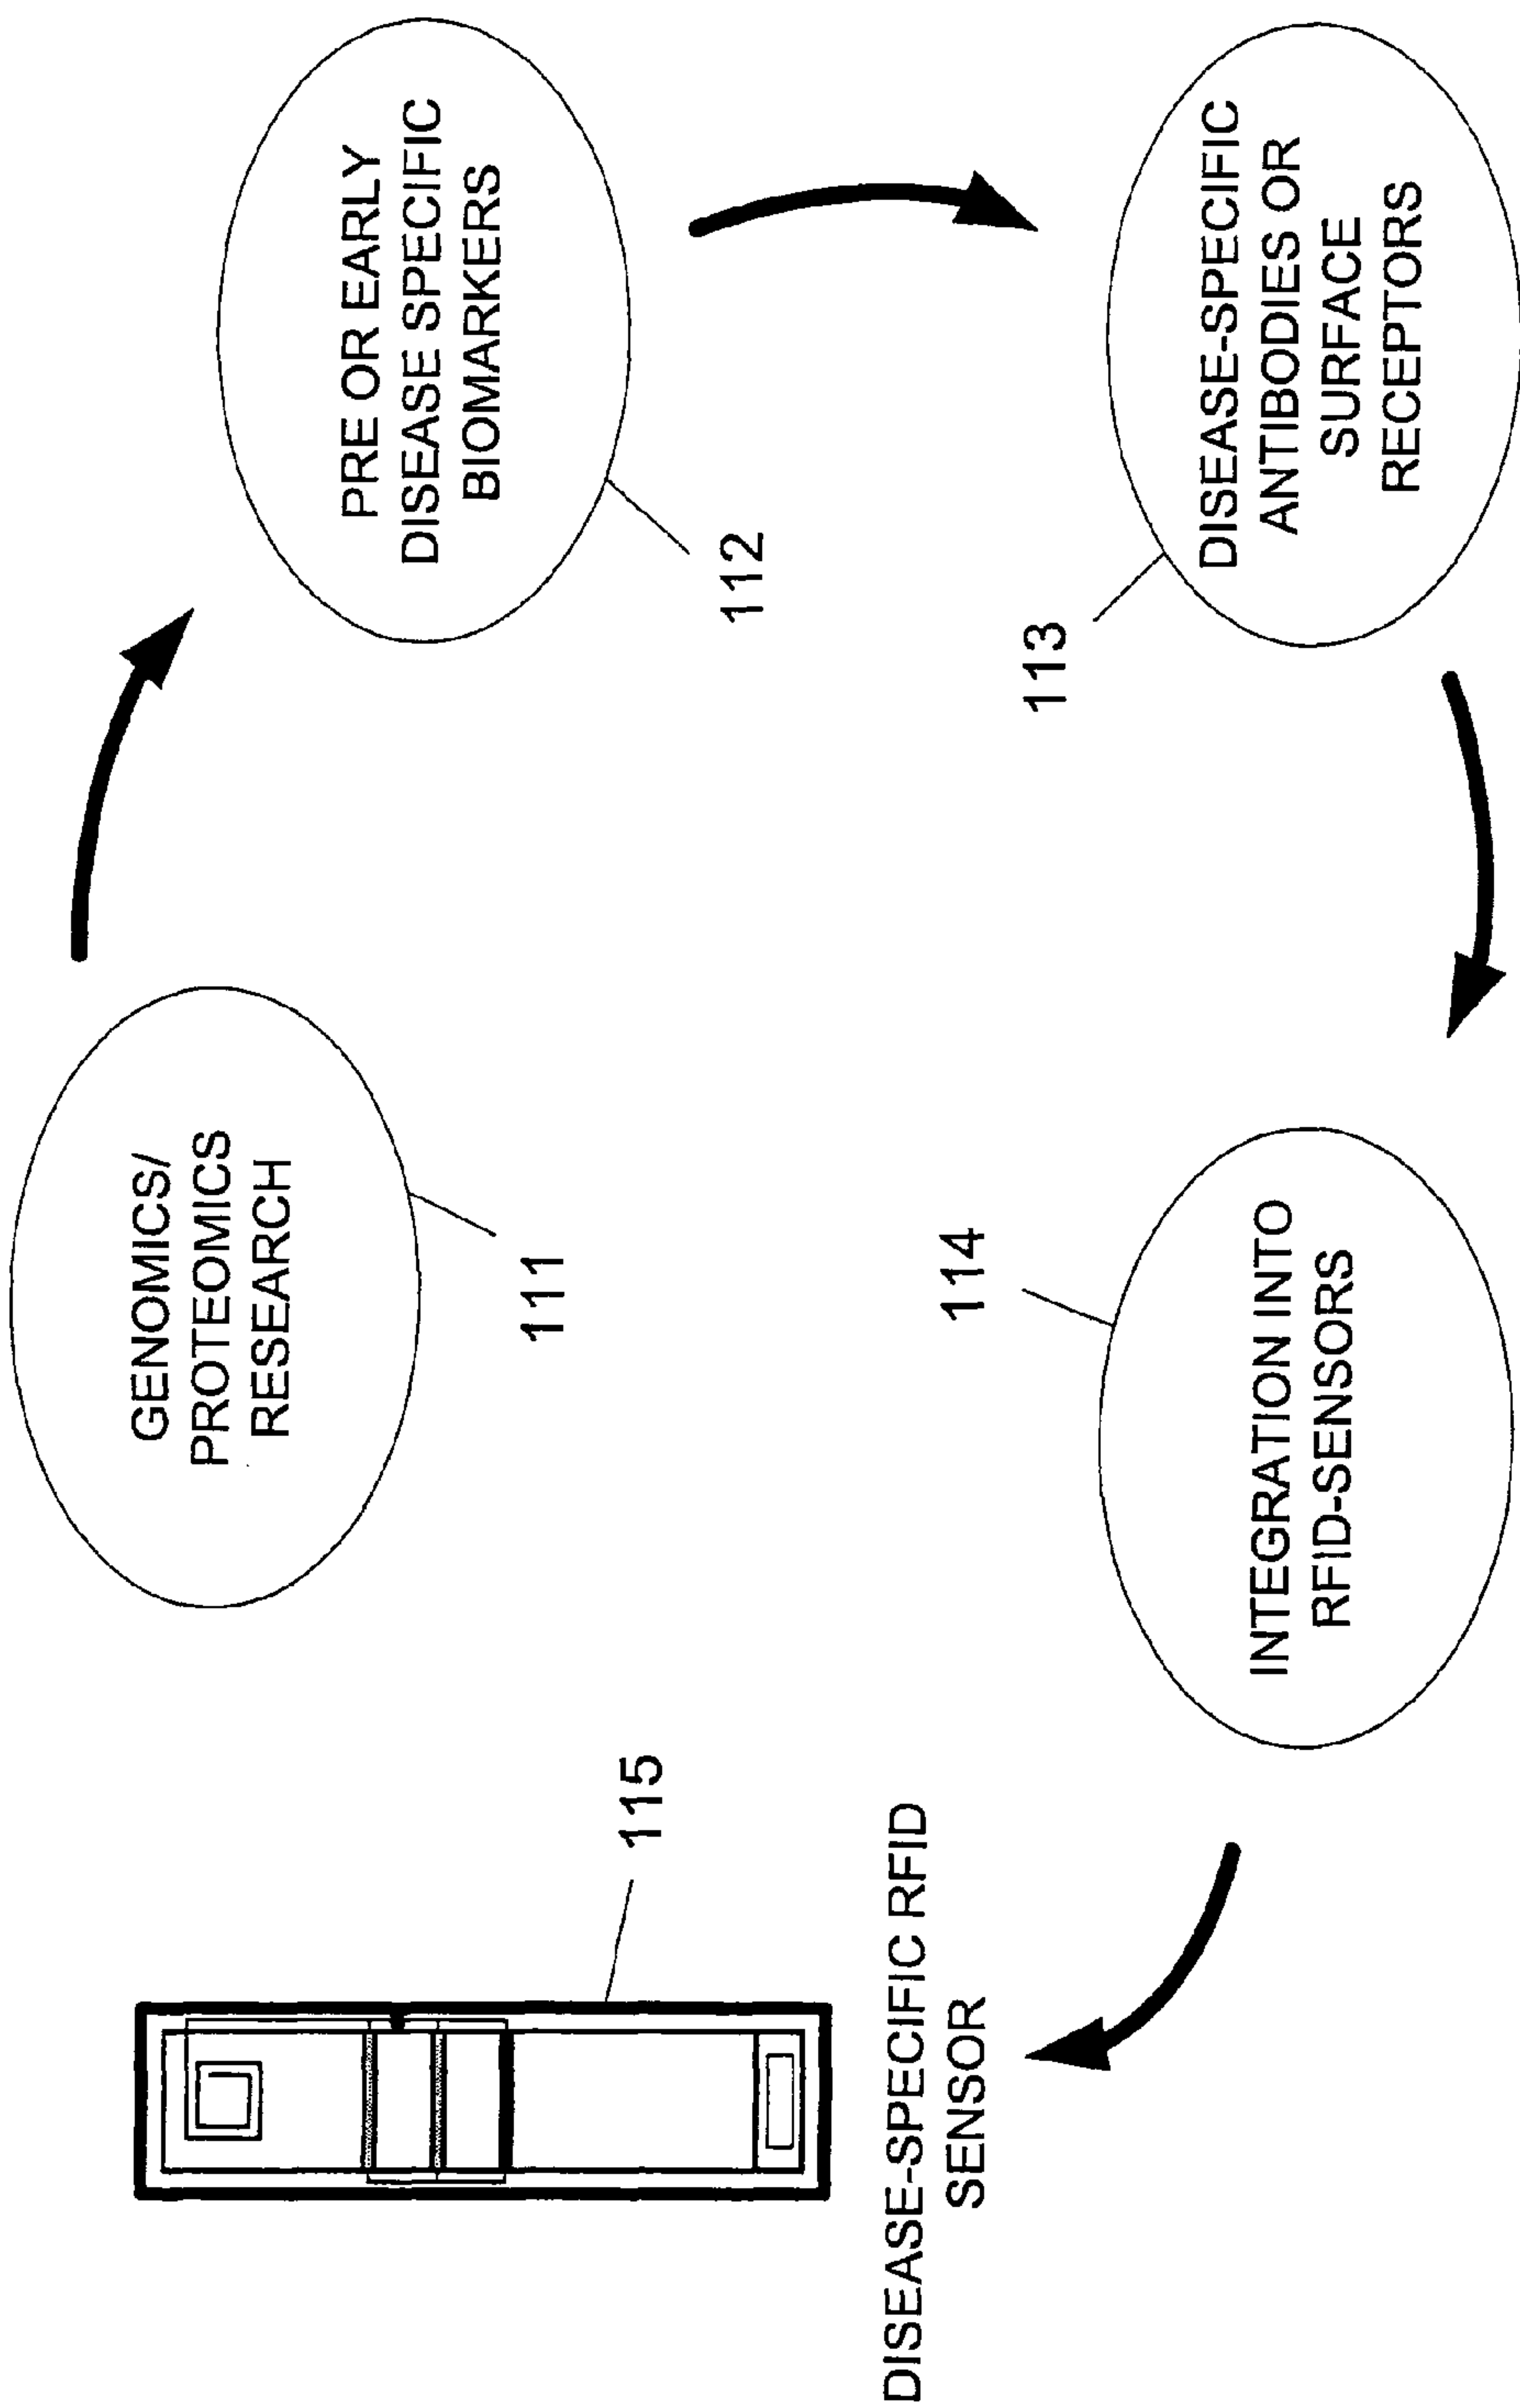 GENOMICS/
PROTEOMICS
RESEARCH
111
PRE OR EARLY
DISEASE SPECIFIC
BIOMARKERS
112
DISEASE-SPECIFIC
ANTIBODIES OR
SURFACE
RECEPTORS
113
INTEGRATION INTO
RFID-SENSORS
114
115
DISEASE-SPECIFIC RFID
SENSOR